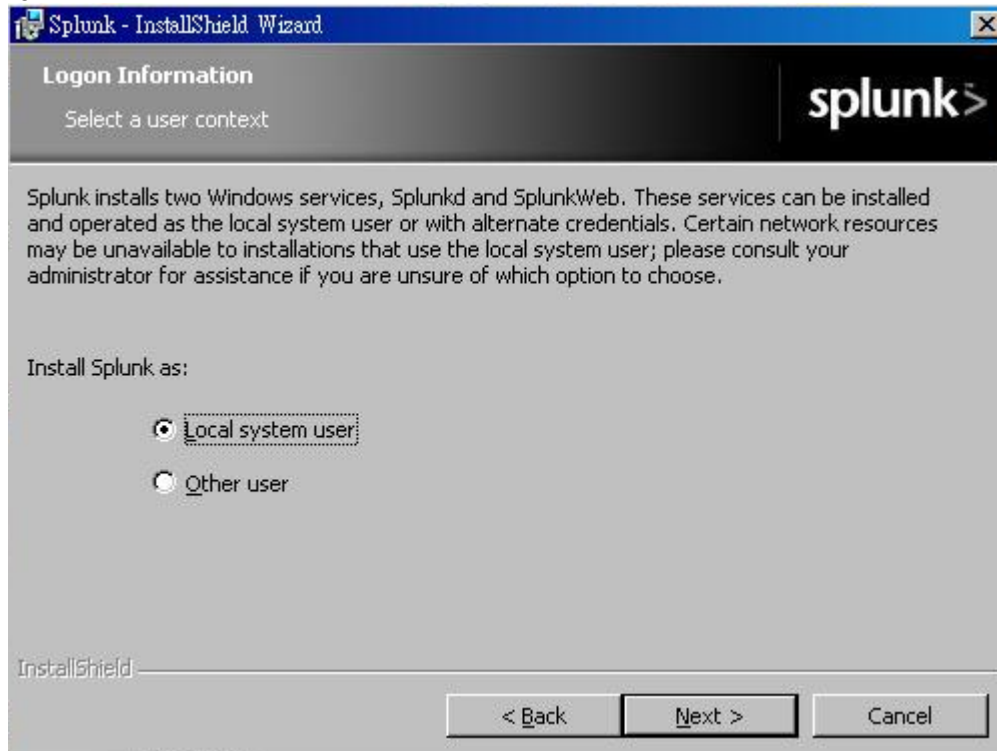 Splunk - InstallShield Wizard
Logon Information
Select a user context
splunk>
Splunk installs two Windows services, Splunkd and SplunkWeb. These services can be installed
and operated as the local system user or with alternate credentials. Certain network resources
may be unavailable to installations that use the local system user; please consult your
administrator for assistance if you are unsure of which option to choose.
Install Splunk as:
Local system user
Other user
InstallShield
< Back
Next >
Cancel